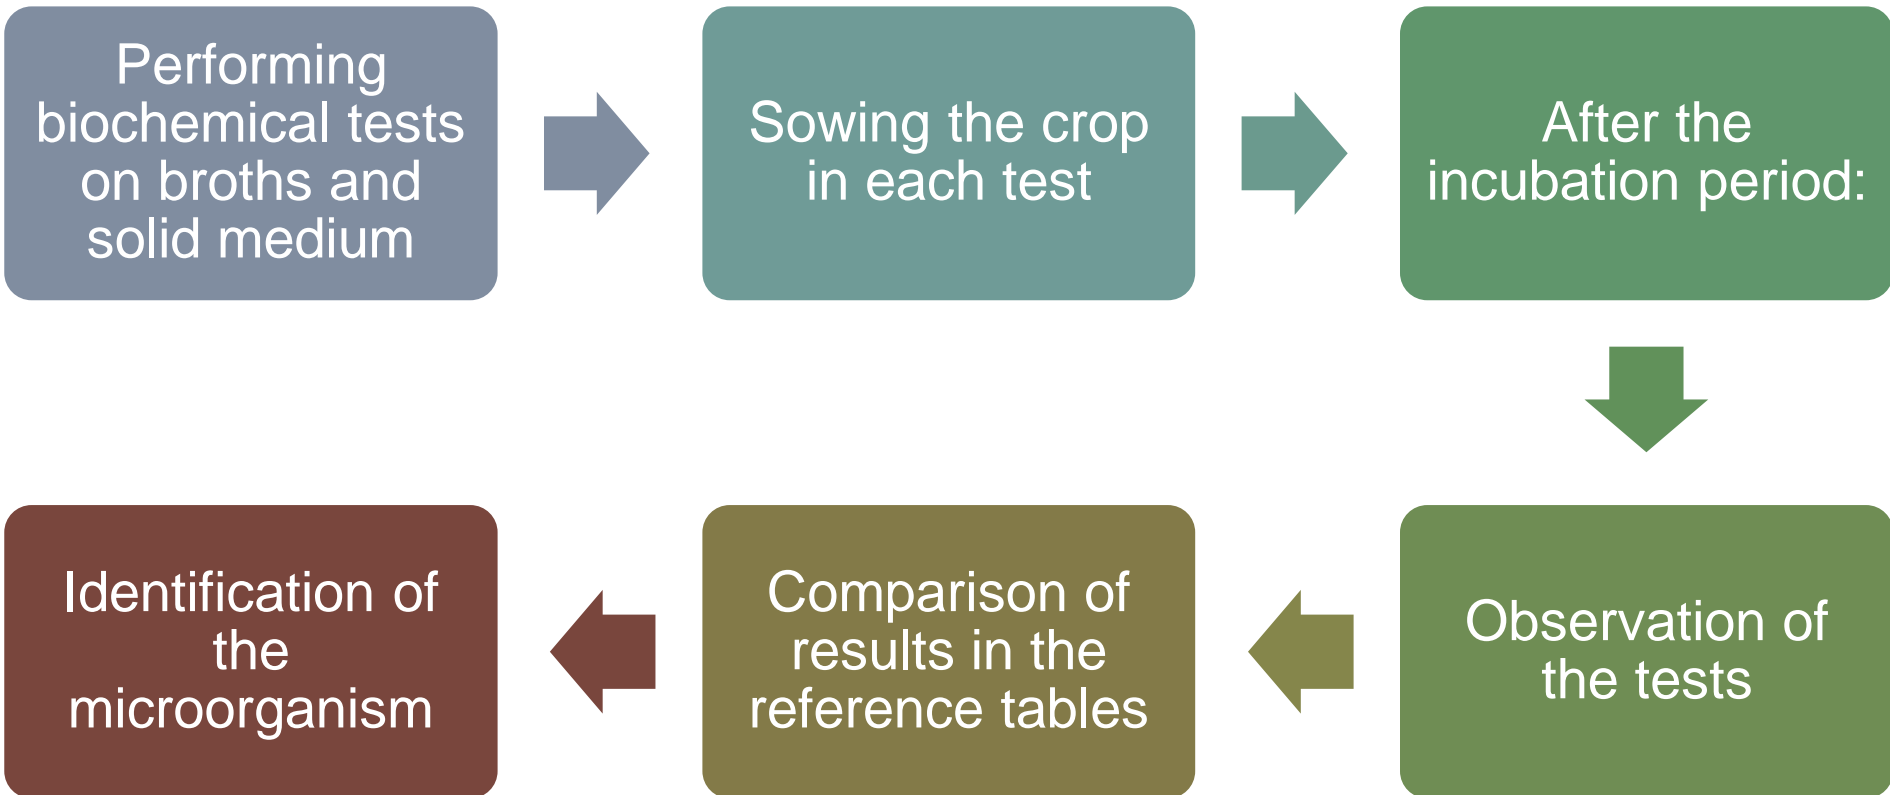 Performing
biochemical tests
on broths and
solid medium
Sowing the crop
in each test
After the
incubation period:
Observation of
the tests
Comparison of
results in the
reference tables
Identification of
the
microorganism